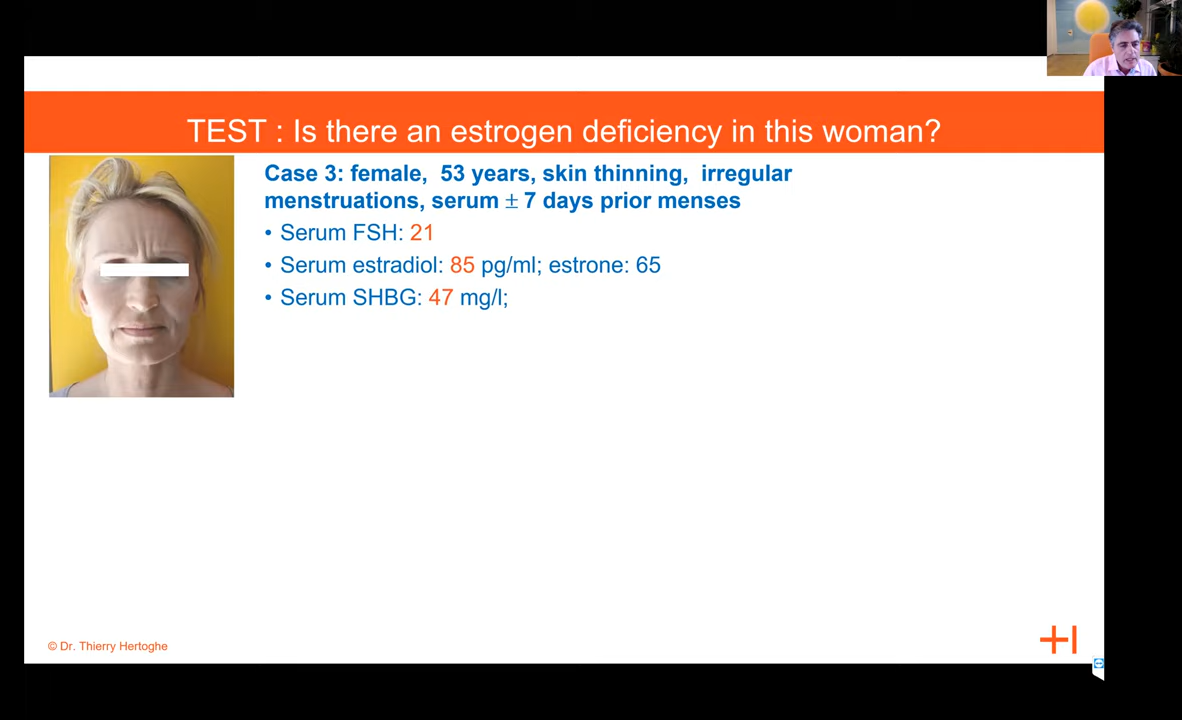 TEST : Is there an estrogen deficiency in this woman?
Case 3: female, 53 years, skin thinning, irregular
menstruations, serum ± 7 days prior menses
• Serum FSH: 21
• Serum estradiol: 85 pg/ml; estrone: 65
• Serum SHBG: 47 mg/l;
© Dr. Thierry Hertoghe